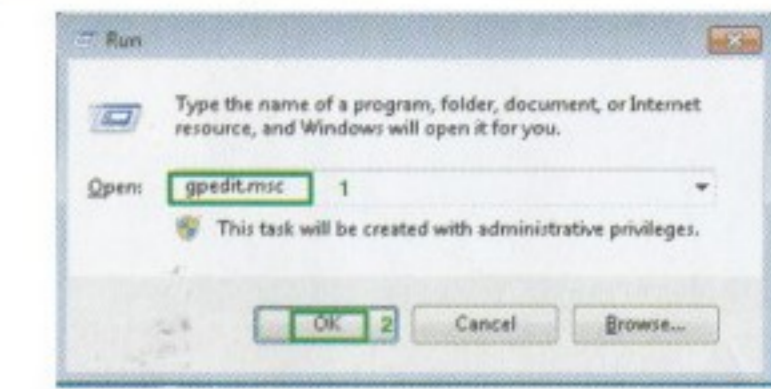 Run
Type the name of a program, folder, document, or Internet
resource, and Windows will open it for you.
Open: gpedit.msc 1
This task will be created with administrative privileges.
OK 2 Cancel Browse...